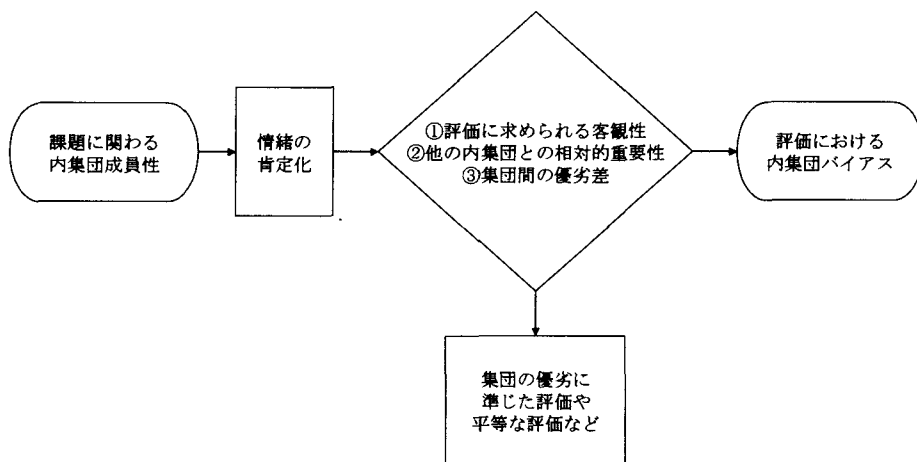 課題に関わる
内集団成員性
情緒の
肯定化
①評価に求められる客観性
②他の内集団との相対的重要性
③集団間の優劣差
評価における
内集団バイアス
集団の優劣に
準じた評価や
平等な評価など